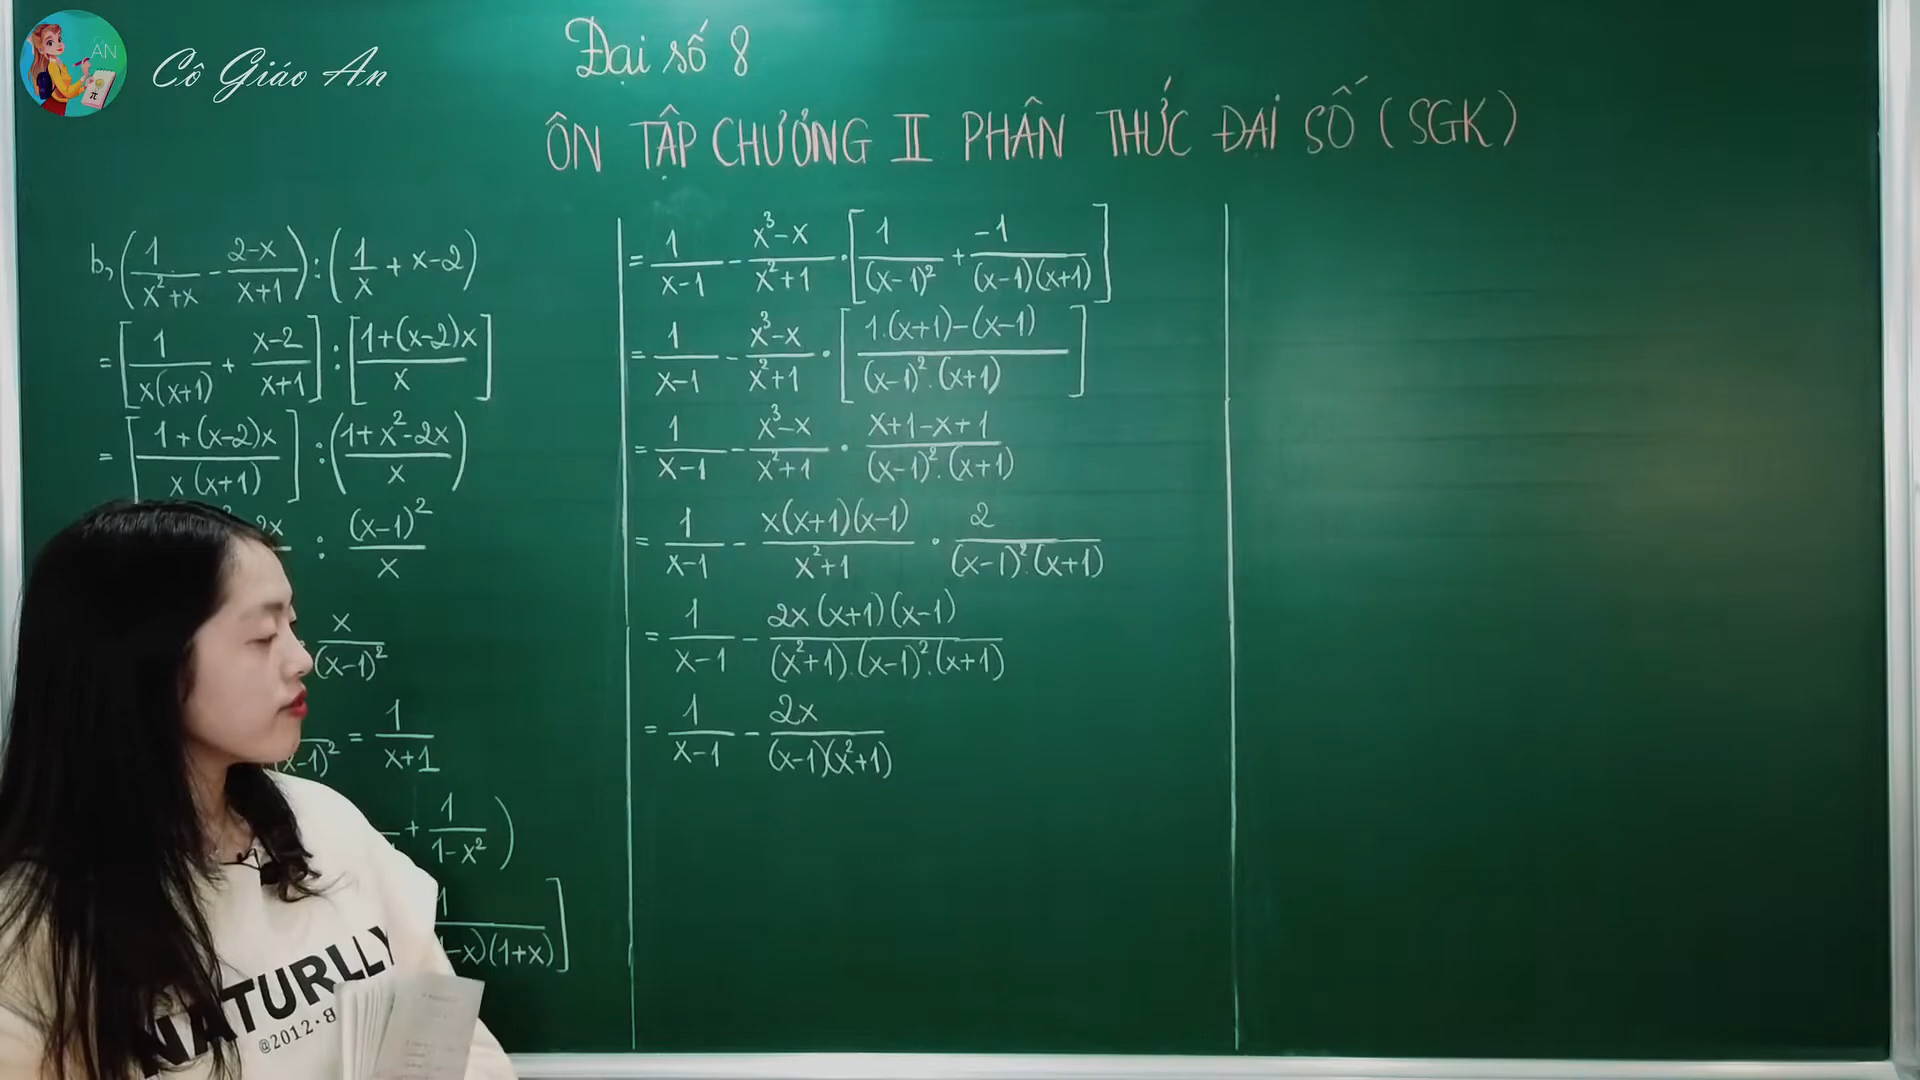 Cô Giáo An
Đại số 8
ÔN TẬP CHƯƠNG II PHÂN THỨC ĐẠI SỐ (SGK)
b, (1/(x²+x) - (2-x)/(x+1)) : (1/x + x-2)
= [1/(x(x+1)) + (x-2)/(x+1)] : [(1+(x-2)x)/x]
= [(1+(x-2)x)/(x(x+1))] : ((1+x²-2x)/x)
2x : (x-1)²/x
x/(x-1)²
(x-1)² = 1/(x+1)
+ 1/(1-x²))
1/(1-x)(1+x)]
= 1/(x-1) - (x³-x)/(x²+1) . [1/(x-1)² + -1/((x-1)(x+1))]
= 1/(x-1) - (x³-x)/(x²+1) . [(1.(x+1)-(x-1))/((x-1)².(x+1))]
= 1/(x-1) - (x³-x)/(x²+1) . (x+1-x+1)/((x-1)².(x+1))
= 1/(x-1) - x(x+1)(x-1)/(x²+1) . 2/((x-1)².(x+1))
= 1/(x-1) - 2x(x+1)(x-1)/((x²+1).(x-1)².(x+1))
= 1/(x-1) - 2x/((x-1)(x²+1))
NATURLLY
@2012·8